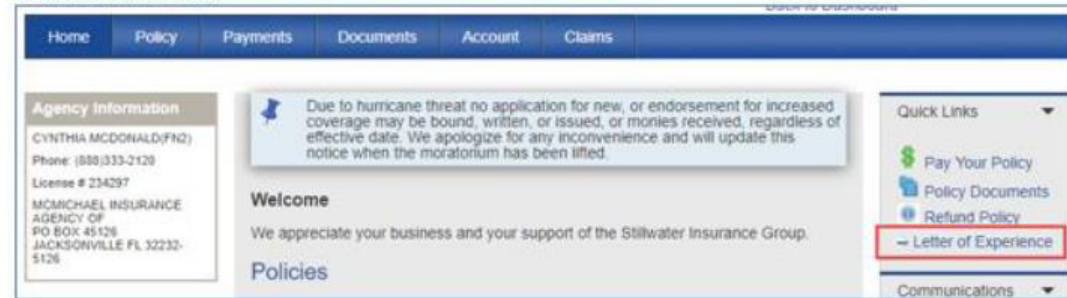 Back to Dashboard
Home Policy Payments Documents Account Claims
Agency Information
CYNTHIA MCDONALD(FN2)
Phone: (888)333-2128
License # 234297
MCMICHAEL INSURANCE
AGENCY OF
PO BOX 45126
JACKSONVILLE FL 32232-
5126
Due to hurricane threat no application for new, or endorsement for increased
coverage may be bound, written, or issued, or monies received, regardless of
effective date. We apologize for any inconvenience and will update this
notice when the moratorium has been lifted.
Welcome
We appreciate your business and your support of the Stillwater Insurance Group.
Policies
Quick Links
Pay Your Policy
Policy Documents
Refund Policy
Letter of Experience
Communications